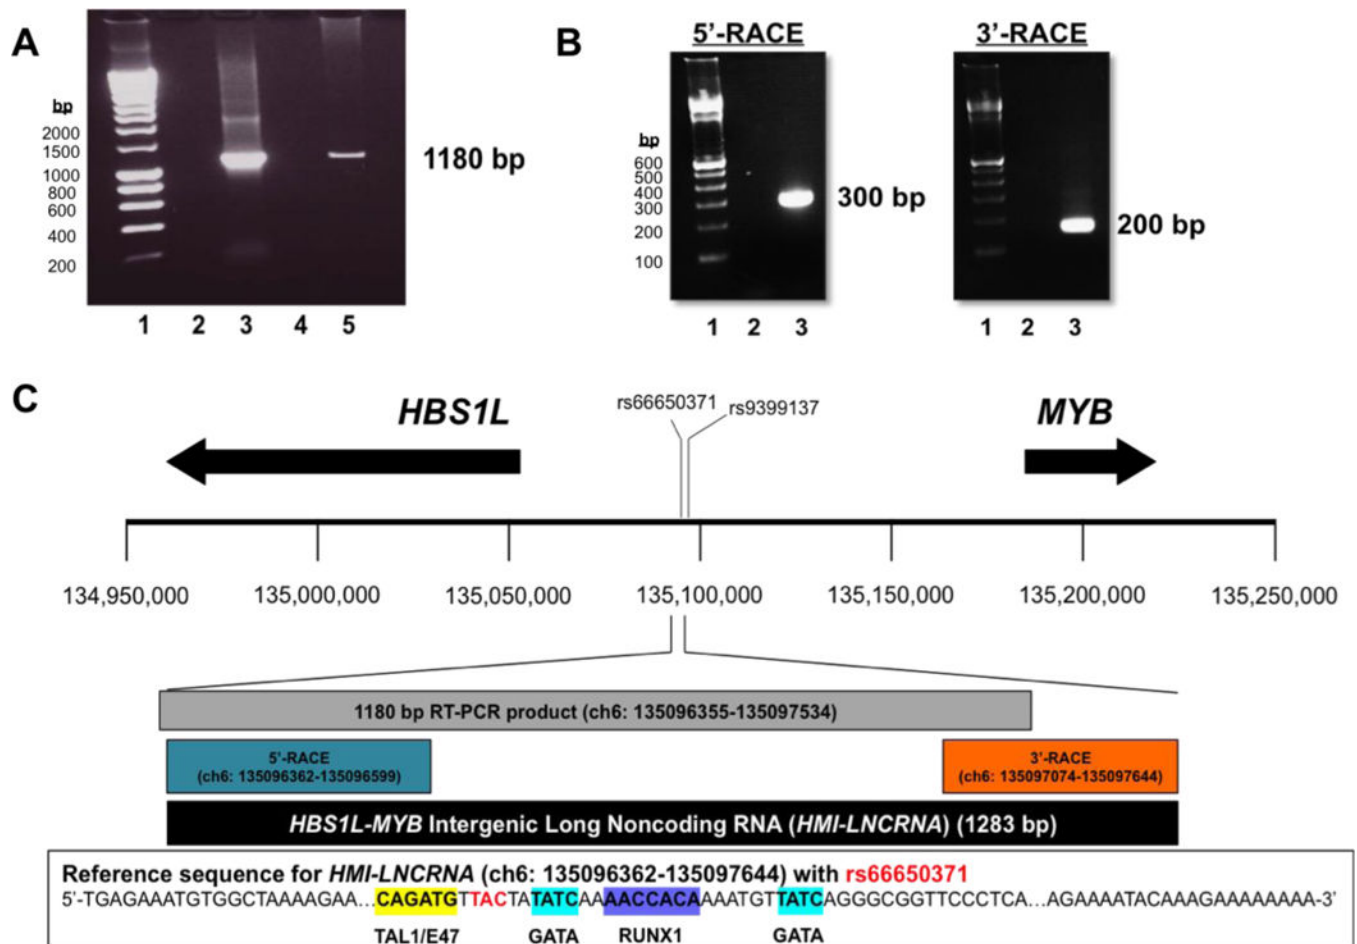 A
bp
2000
1500
1000
800
600
400
200
1180 bp
1 2 3 4 5
B
5’-RACE
bp
600
500
400
300
200
100
300 bp
1 2 3
3’-RACE
200 bp
1 2 3
C
HBS1L
rs66650371
rs9399137
MYB
134,950,000 135,000,000 135,050,000 135,100,000 135,150,000 135,200,000 135,250,000
1180 bp RT-PCR product (ch6: 135096355-135097534)
5’-RACE
(ch6: 135096362-135096599)
3’-RACE
(ch6: 135097074-135097644)
HBS1L-MYB Intergenic Long Noncoding RNA (HMI-LNCRNA) (1283 bp)
Reference sequence for HMI-LNCRNA (ch6: 135096362-135097644) with rs66650371
5’-TGAGAAATGTGGCTAAAAGAA...CAGATGTTACTATATCAAAACCACAAAATGTTATCAGGGCGGTTCCCTCA...AGAAAATACAAAGAAAAAAAA-3’
TAL1/E47 GATA RUNX1 GATA